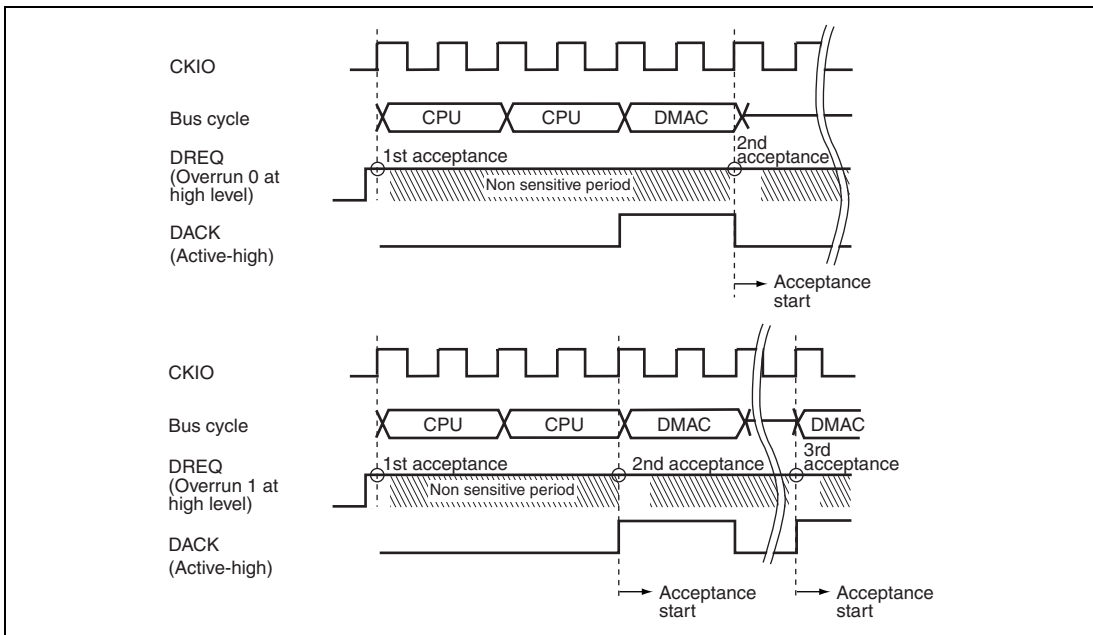 CKIO
Bus cycle
CPU
CPU
DMAC
DREQ
(Overrun 0 at
high level)
1st acceptance
2nd
acceptance
Non sensitive period
DACK
(Active-high)
Acceptance
start
CKIO
Bus cycle
CPU
CPU
DMAC
DMAC
DREQ
(Overrun 1 at
high level)
1st acceptance
2nd acceptance
3rd
acceptance
Non sensitive period
DACK
(Active-high)
Acceptance
start
Acceptance
start